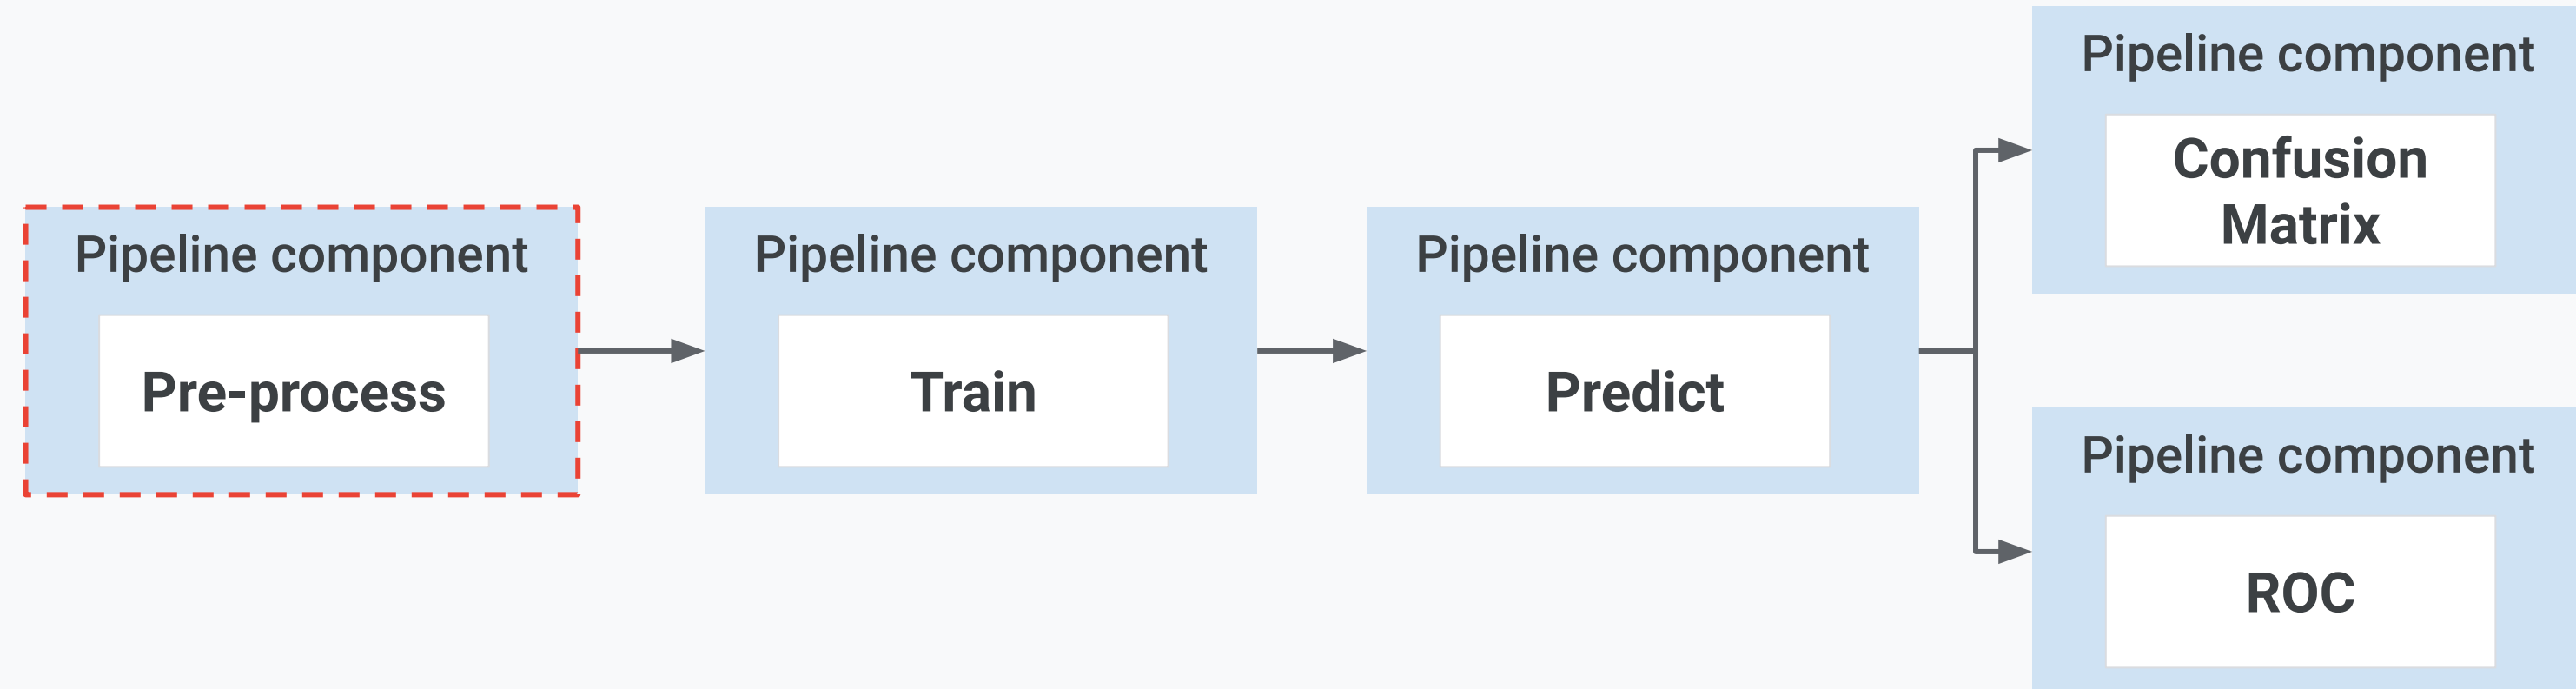 Pipeline component
Pre-process
Pipeline component
Train
Pipeline component
Predict
Pipeline component
Confusion
Matrix
Pipeline component
ROC